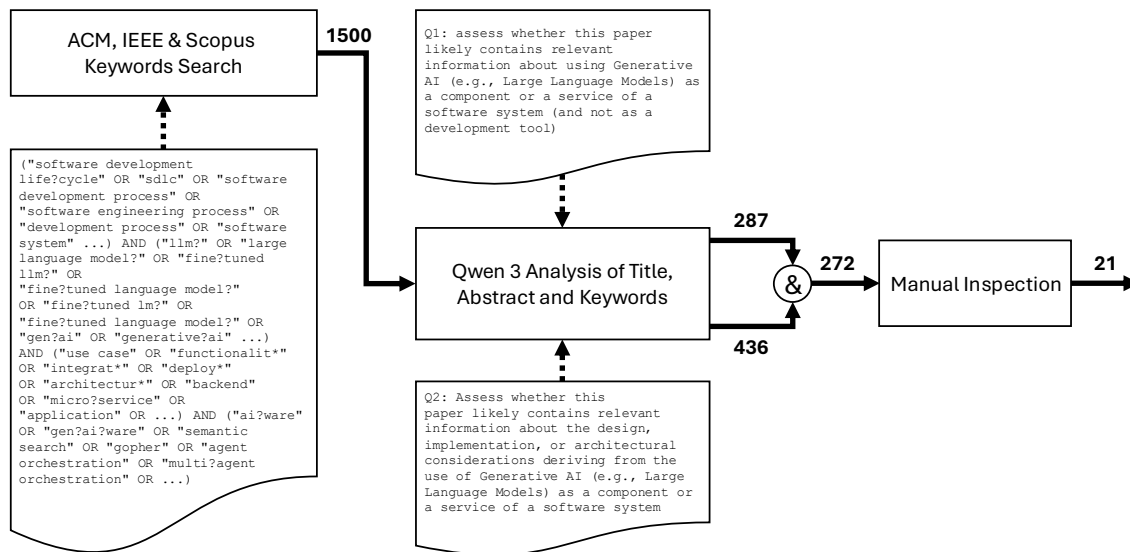 ACM, IEEE & Scopus
Keywords Search
1500
("software development
life?cycle" OR "sdlc" OR "software
development process" OR
"software engineering process" OR
"development process" OR "software
system" ...) AND ("llm?" OR "large
language model?" OR "fine?tuned
llm?" OR
"fine?tuned language model?"
OR "fine?tuned lm?" OR
"fine?tuned language model?" OR
"gen?ai" OR "generative?ai" ...)
AND ("use case" OR "functionalit*"
OR "integrat*" OR "deploy*"
OR "architectur*" OR "backend"
OR "micro?service" OR
"application" OR ...) AND ("ai?ware"
OR "gen?ai?ware" OR "semantic
search" OR "gopher" OR "agent
orchestration" OR "multi?agent
orchestration" OR ...)
Q1: assess whether this paper
likely contains relevant
information about using Generative
AI (e.g., Large Language Models) as
a component or a service of a
software system (and not as a
development tool)
Qwen 3 Analysis of Title,
Abstract and Keywords
Q2: Assess whether this
paper likely contains relevant
information about the design,
implementation, or architectural
considerations deriving from the
use of Generative AI (e.g., Large
Language Models) as a component or
a service of a software system
287
436
&
272
Manual Inspection
21